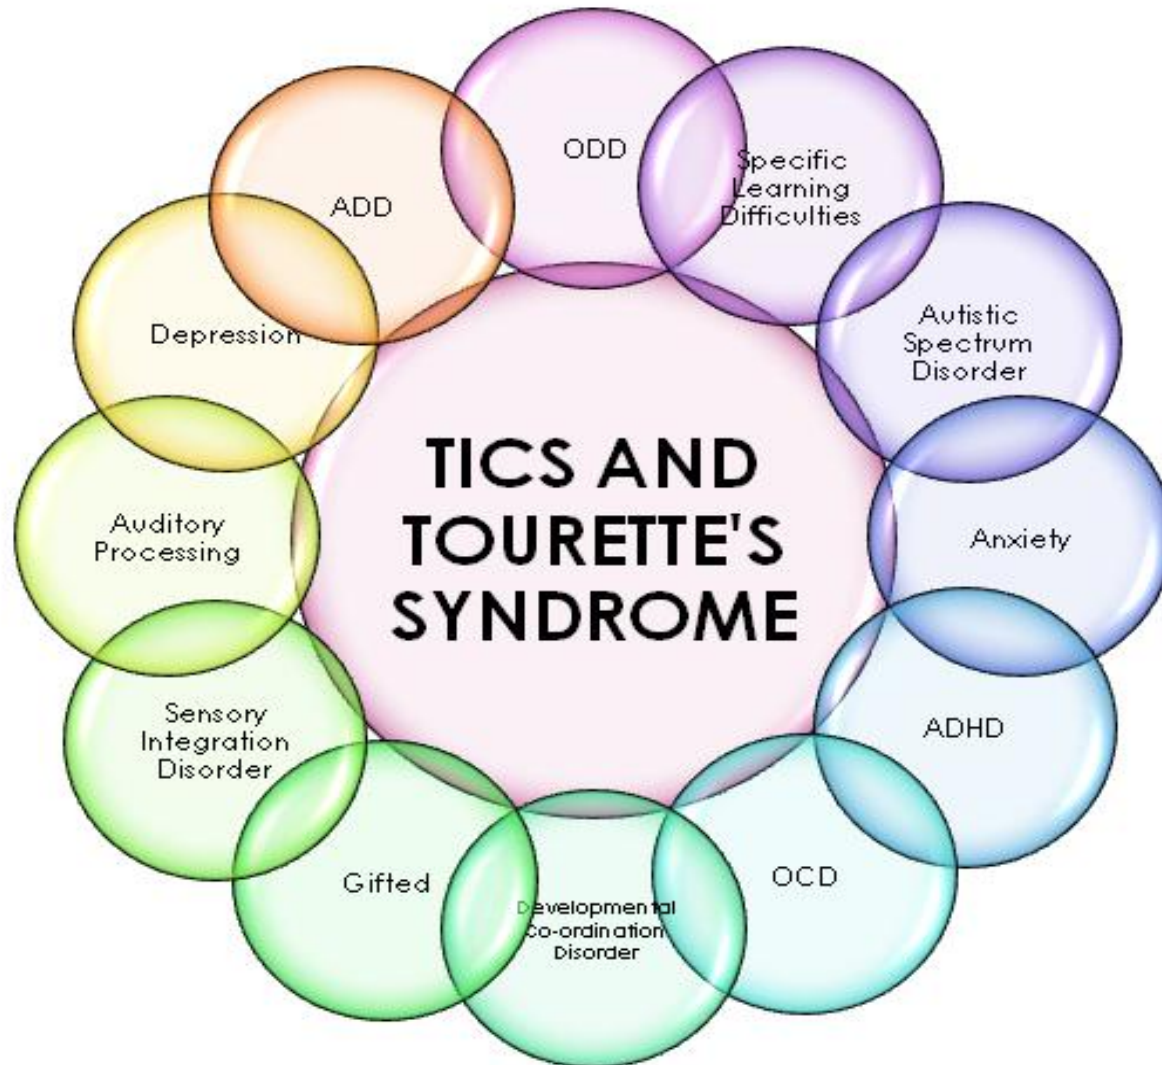 ODD
Specific
Learning
Difficulties
Autistic
Spectrum
Disorder
Anxiety
ADHD
OCD
Developmental
Co-ordination
Disorder
Gifted
Sensory
Integration
Disorder
Auditory
Processing
Depression
ADD
TICS AND
TOURETTE'S
SYNDROME